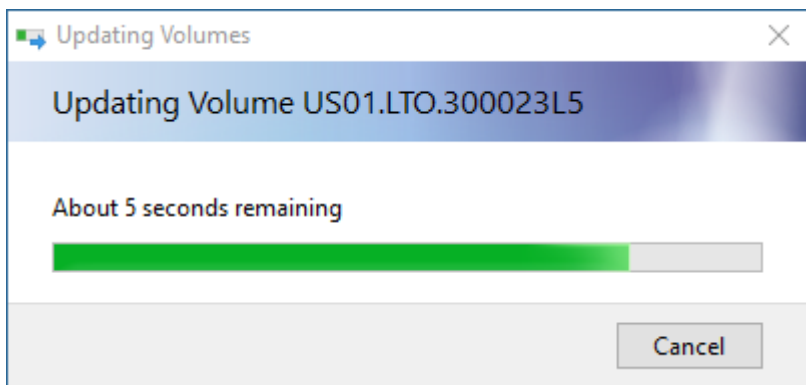 Updating Volumes
Updating Volume US01.LTO.300023L5
About 5 seconds remaining
Cancel